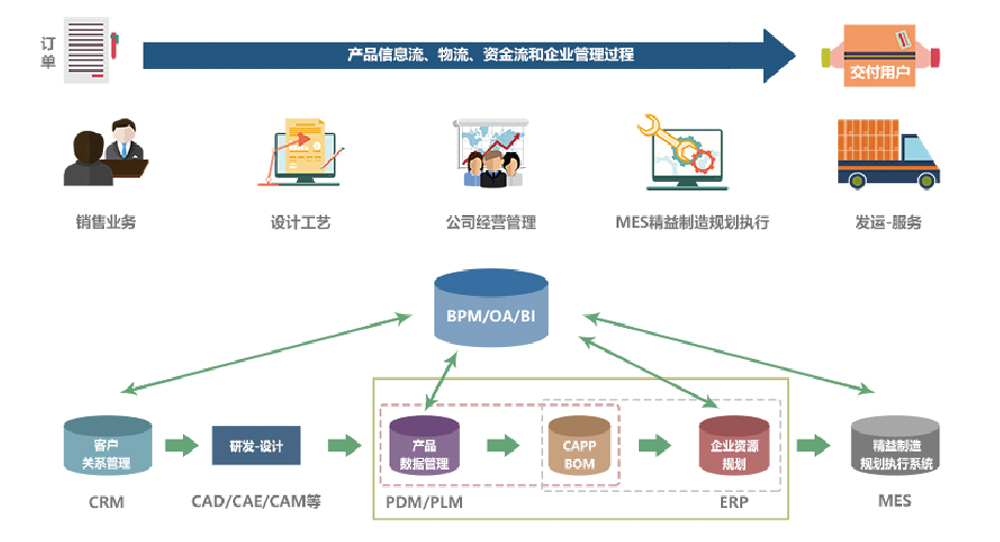 订
单
产品信息流、物流、资金流和企业管理过程
交付用户
销售业务
设计工艺
公司经营管理
MES精益制造规划执行
发运-服务
BPM/OA/BI
客户
关系管理
研发-设计
产品
数据管理
CAPP
BOM
企业资源
规划
精益制造
规划执行系统
CRM
CAD/CAE/CAM等
PDM/PLM
ERP
MES